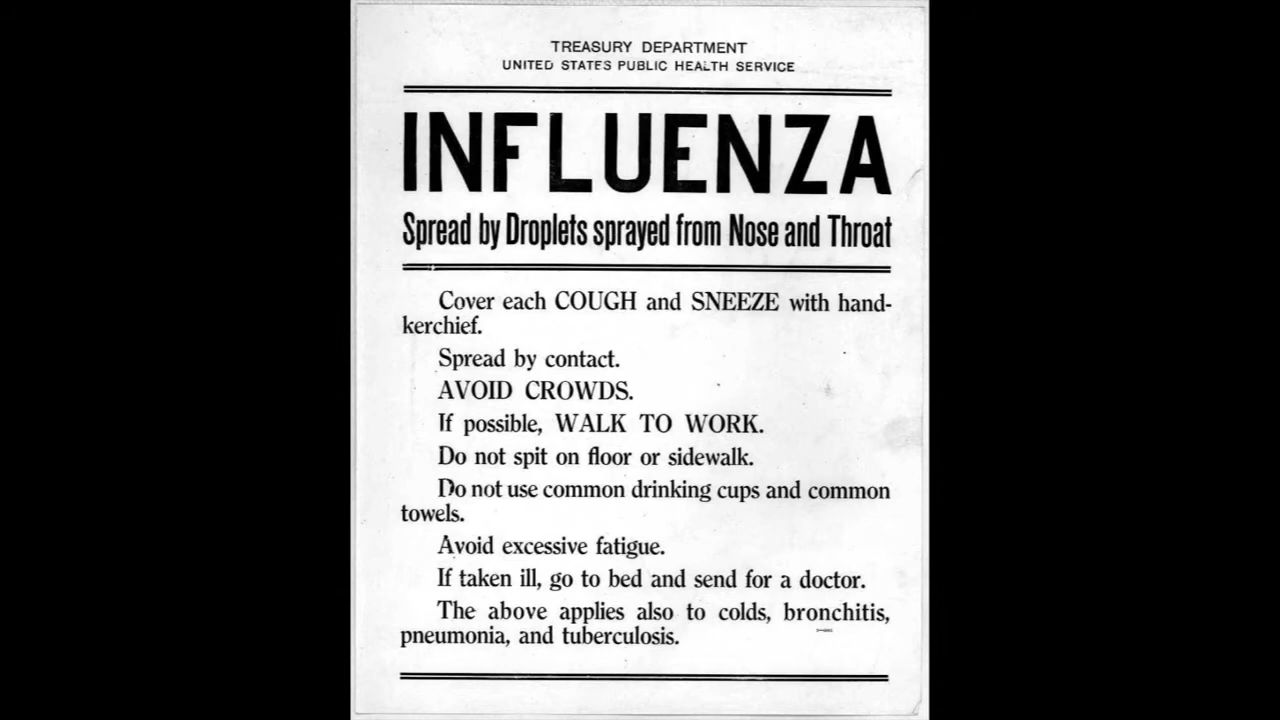 TREASURY DEPARTMENT
UNITED STATES PUBLIC HEALTH SERVICE
INFLUENZA
Spread by Droplets sprayed from Nose and Throat
Cover each COUGH and SNEEZE with hand-
kerchief.
Spread by contact.
AVOID CROWDS.
If possible, WALK TO WORK.
Do not spit on floor or sidewalk.
Do not use common drinking cups and common
towels.
Avoid excessive fatigue.
If taken ill, go to bed and send for a doctor.
The above applies also to colds, bronchitis,
pneumonia, and tuberculosis.